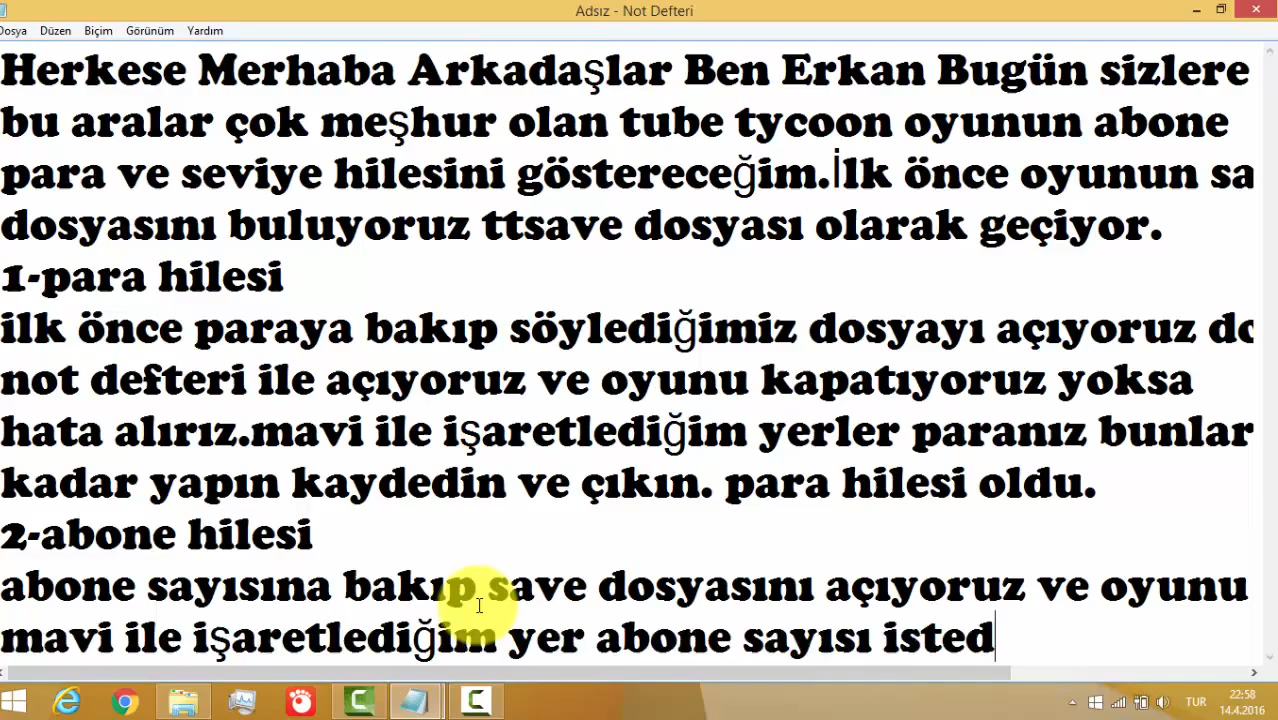 Adsız - Not Defteri
Dosya Düzen Biçim Görünüm Yardım
Herkese Merhaba Arkadaşlar Ben Erkan Bugün sizlere
bu aralar çok meşhur olan tube tycoon oyunun abone
para ve seviye hilesini göstereceğim.İlk önce oyunun sa
dosyasını buluyoruz ttsave dosyası olarak geçiyor.
1-para hilesi
ilk önce paraya bakıp söylediğimiz dosyayı açıyoruz do
not defteri ile açıyoruz ve oyunu kapatıyoruz yoksa
hata alırız.mavi ile işaretlediğim yerler paranız bunlar
kadar yapın kaydedin ve çıkın. para hilesi oldu.
2-abone hilesi
abone sayısına bakıp save dosyasını açıyoruz ve oyunu
mavi ile işaretlediğim yer abone sayısı isted
TUR
22:58
14.4.2016